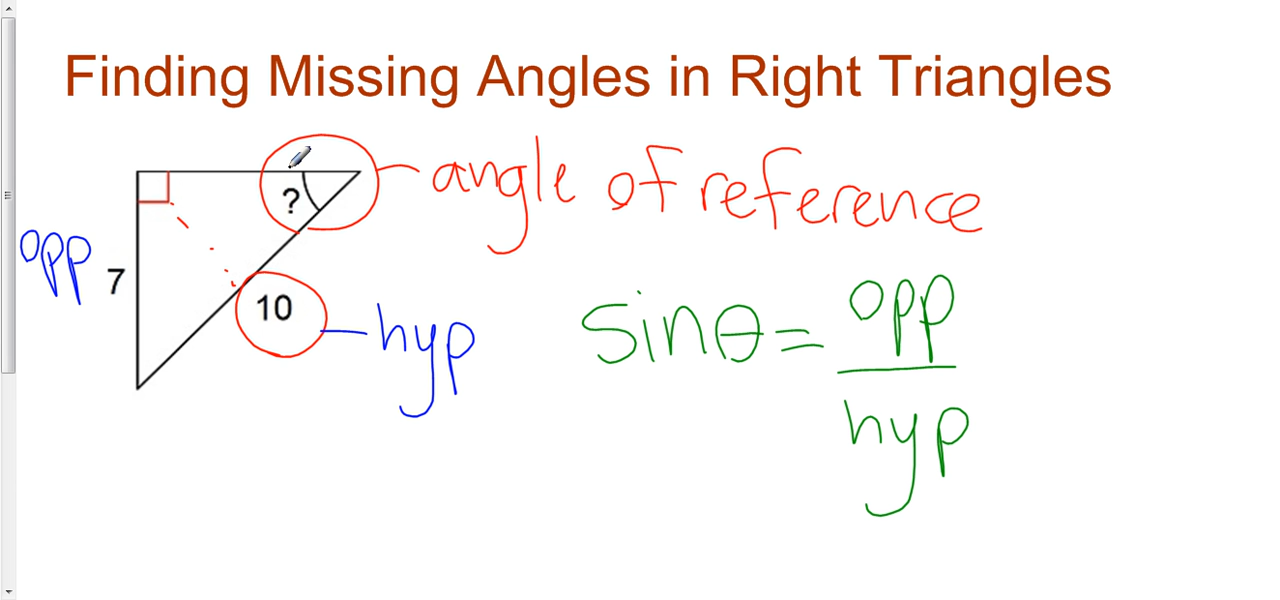 Finding Missing Angles in Right Triangles
angle of reference
?
opp 7
10 hyp
sinθ = opp
hyp